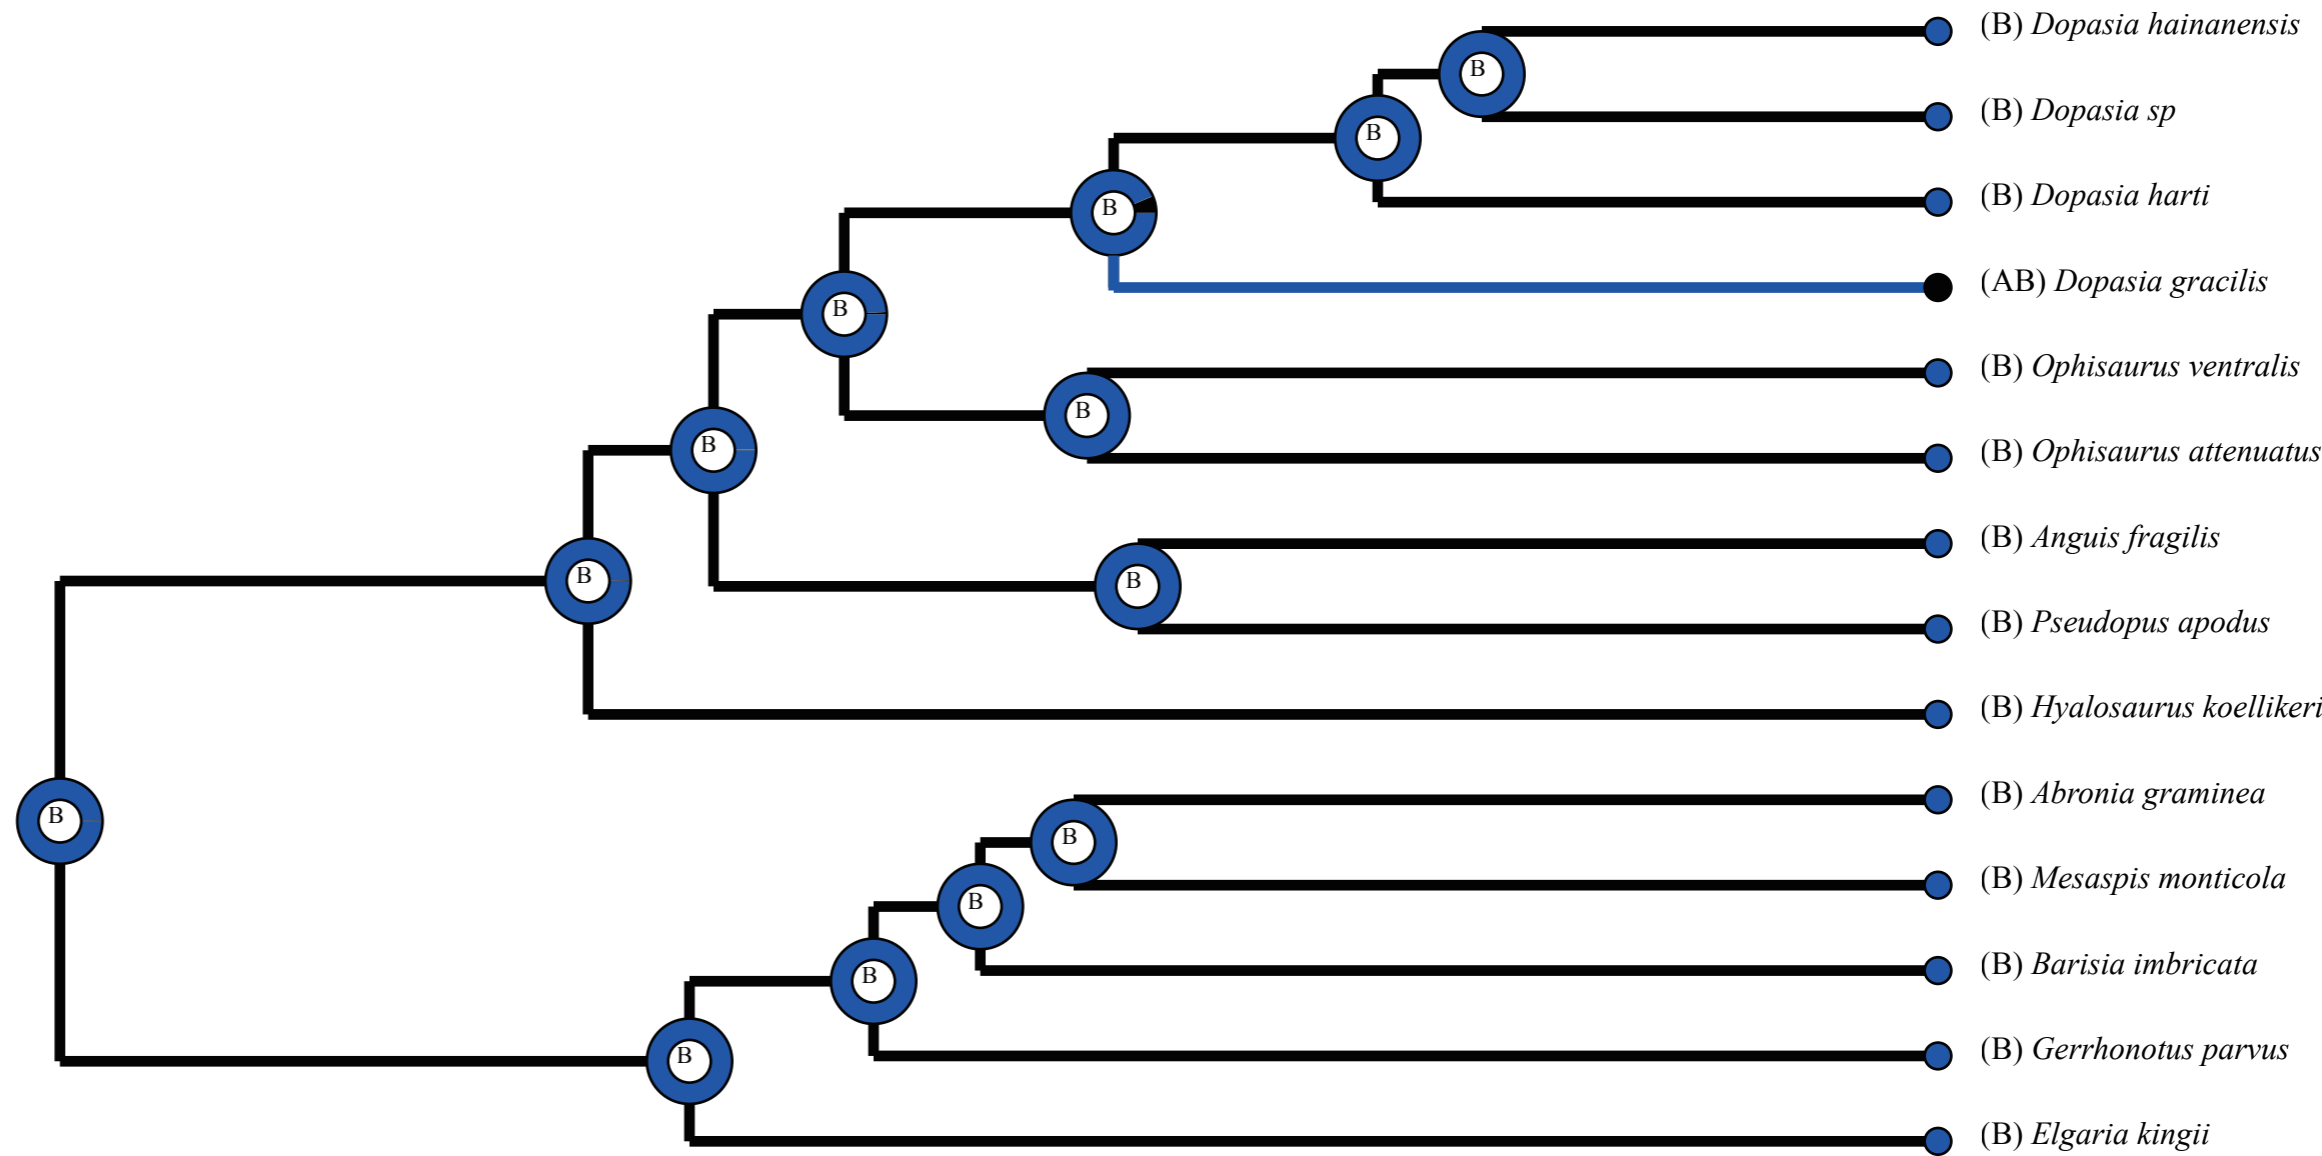 (B) Dopasia hainanensis
B
(B) Dopasia sp
B
(B) Dopasia harti
B
(AB) Dopasia gracilis
B
(B) Ophisaurus ventralis
B
(B) Ophisaurus attenuatus
B
(B) Anguis fragilis
B
B
(B) Pseudopus apodus
(B) Hyalosaurus koellikeri
(B) Abronia graminea
B
B
(B) Mesaspis monticola
B
(B) Barisia imbricata
B
(B) Gerrhonotus parvus
B
(B) Elgaria kingii